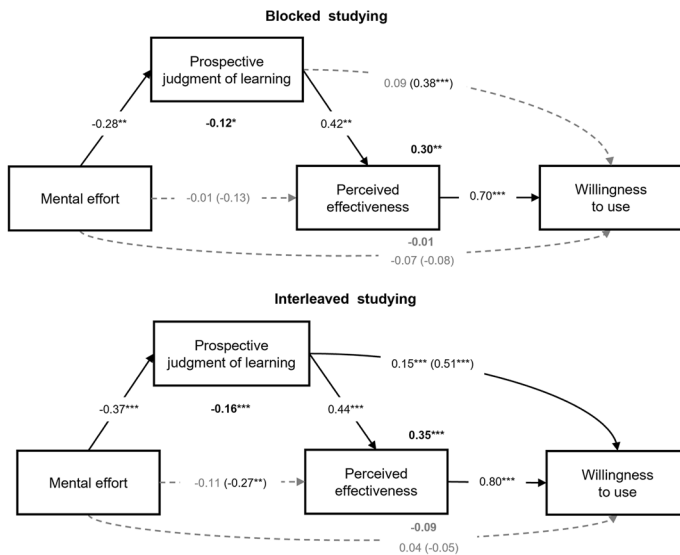 Blocked studying
Prospective
judgment of learning
0.09 (0.38***)
-0.28**
-0.12*
0.42**
0.30**
Mental effort
-0.01 (-0.13)
Perceived
effectiveness
0.70***
Willingness
to use
-0.01
-0.07 (-0.08)
Interleaved studying
Prospective
judgment of learning
0.15*** (0.51***)
-0.37***
-0.16***
0.44***
0.35***
Mental effort
-0.11 (-0.27**)
Perceived
effectiveness
0.80***
Willingness
to use
-0.09
0.04 (-0.05)